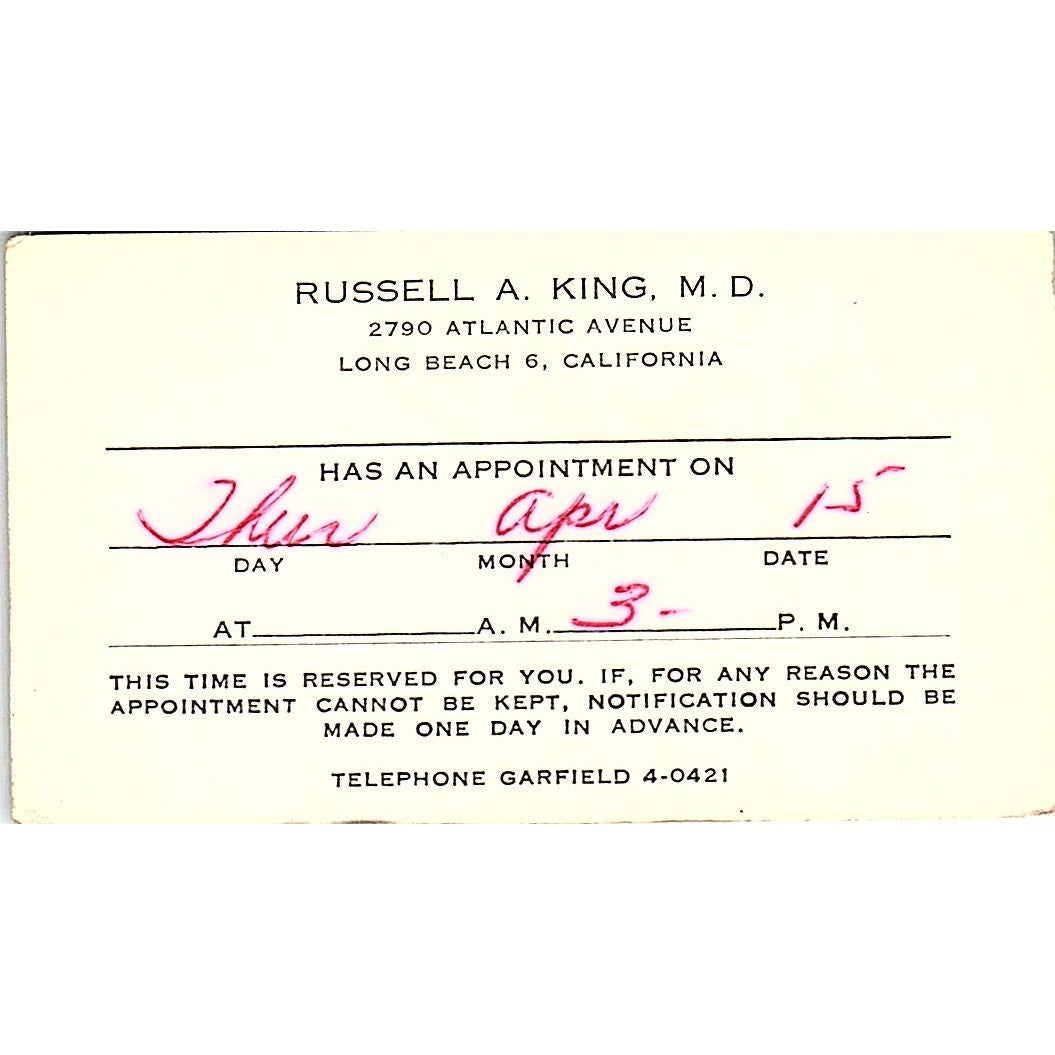 RUSSELL A. KING, M. D.
2790 ATLANTIC AVENUE
LONG BEACH 6, CALIFORNIA
HAS AN APPOINTMENT ON
Thur Apr 15
DAY MONTH DATE
AT A. M. 3- P. M.
THIS TIME IS RESERVED FOR YOU. IF, FOR ANY REASON THE
APPOINTMENT CANNOT BE KEPT, NOTIFICATION SHOULD BE
MADE ONE DAY IN ADVANCE.
TELEPHONE GARFIELD 4-0421